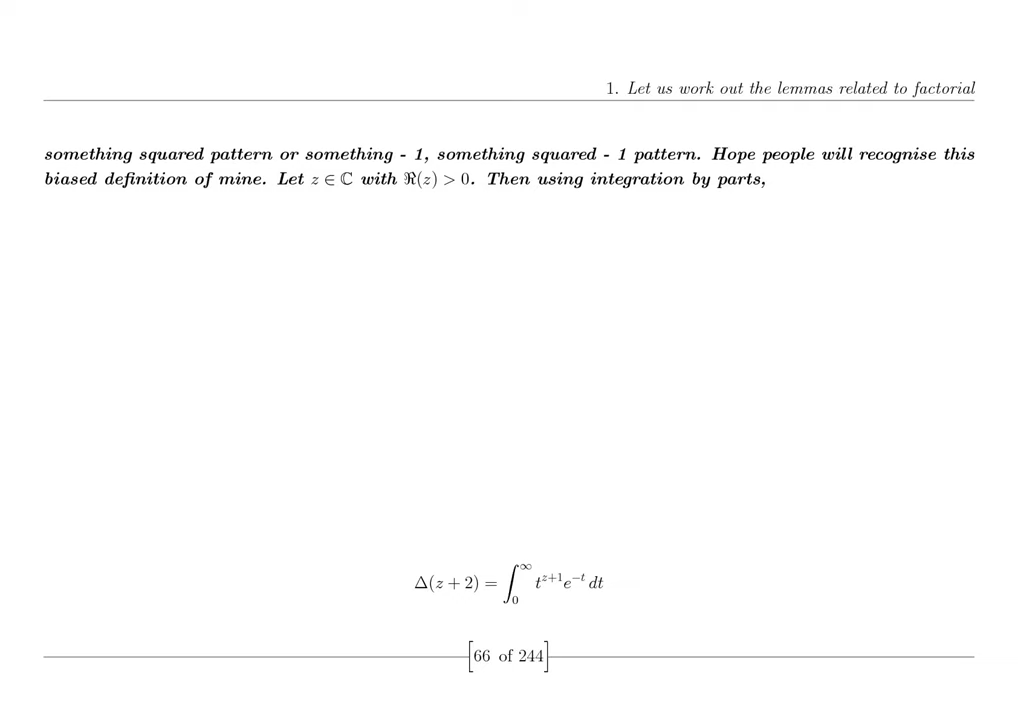 1. Let us work out the lemmas related to factorial
something squared pattern or something - 1, something squared - 1 pattern. Hope people will recognise this
biased definition of mine. Let z ∈ ℂ with ℜ(z) > 0. Then using integration by parts,
Δ(z + 2) = ∫₀^∞ t^{z+1} e^{−t} dt
[66 of 244]